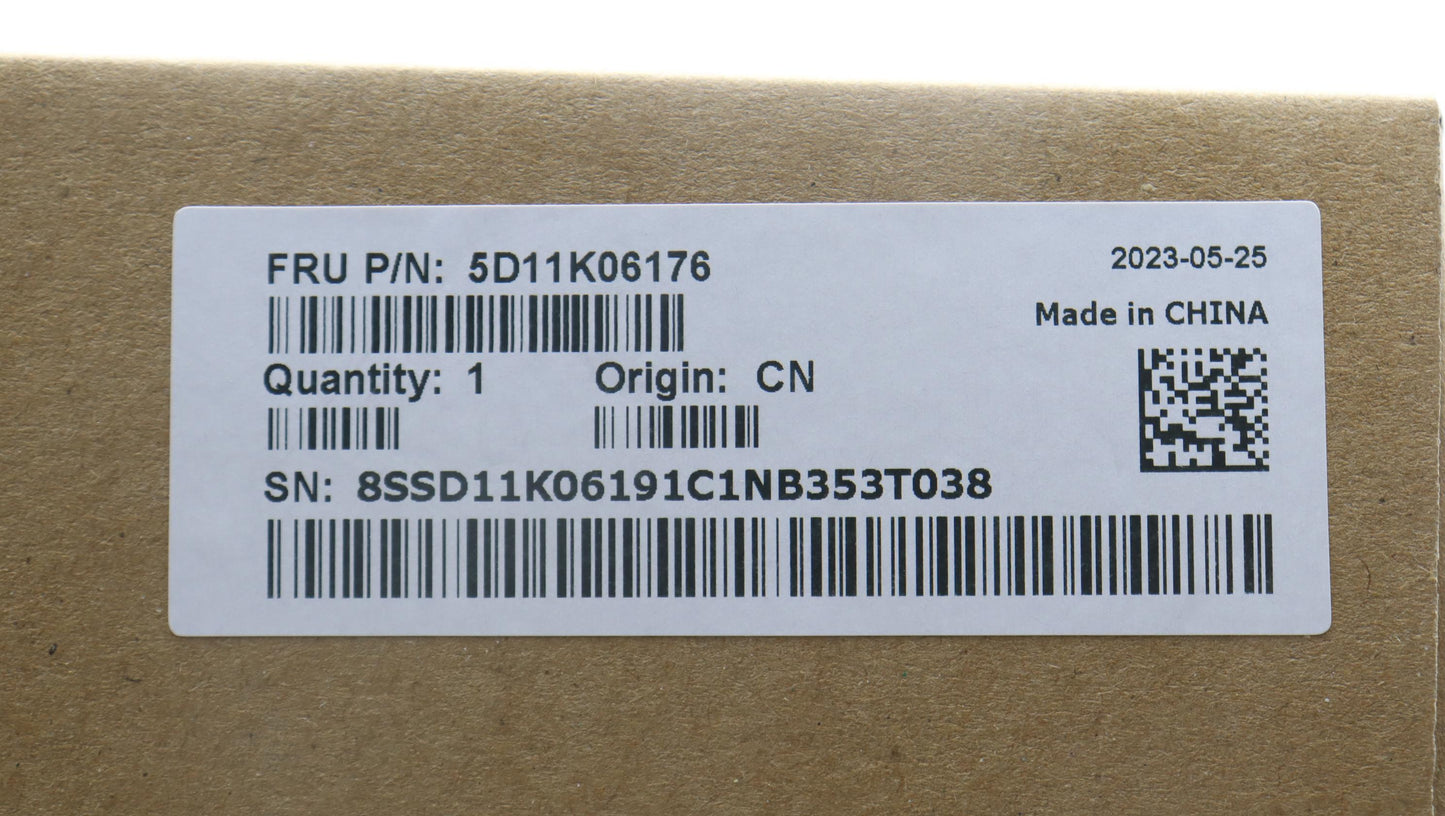 FRU P/N: 5D11K06176
2023-05-25
Made in CHINA
Quantity: 1 Origin: CN
SN: 8SSD11K06191C1NB353T038